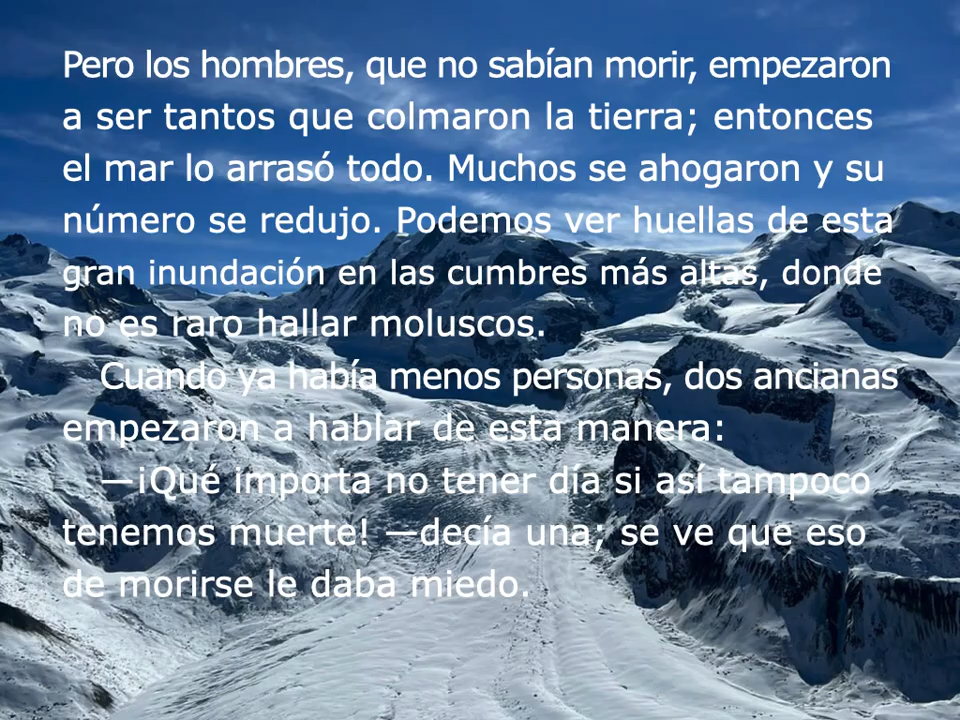 Pero los hombres, que no sabían morir, empezaron
a ser tantos que colmaron la tierra; entonces
el mar lo arrasó todo. Muchos se ahogaron y su
número se redujo. Podemos ver huellas de esta
gran inundación en las cumbres más altas, donde
no es raro hallar moluscos.
Cuando ya había menos personas, dos ancianas
empezaron a hablar de esta manera:
—¡Qué importa no tener día si así tampoco
tenemos muerte! —decía una; se ve que eso
de morirse le daba miedo.